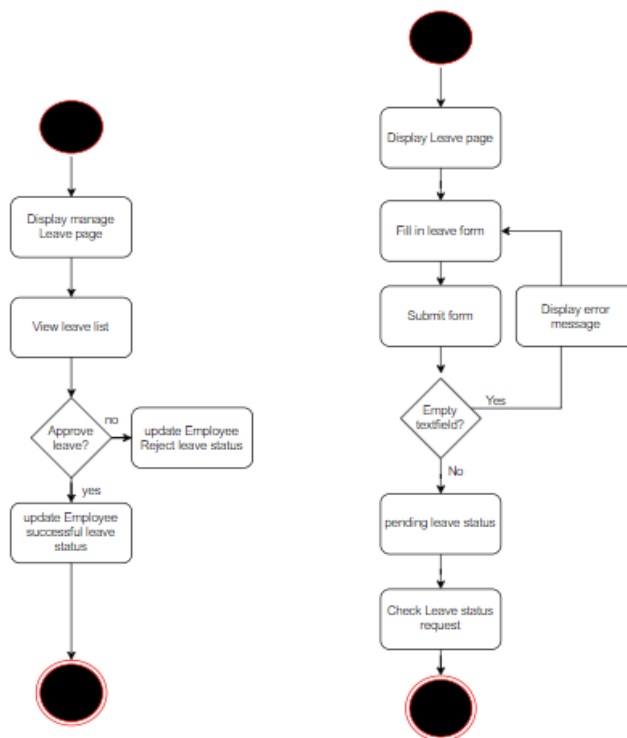 Display manage
Leave page
View leave list
Approve
leave?
no
update Employee
Reject leave status
yes
update Employee
successful leave
status
Display Leave page
Fill in leave form
Submit form
Display error
message
Empty
textfield?
Yes
No
pending leave status
Check Leave status
request